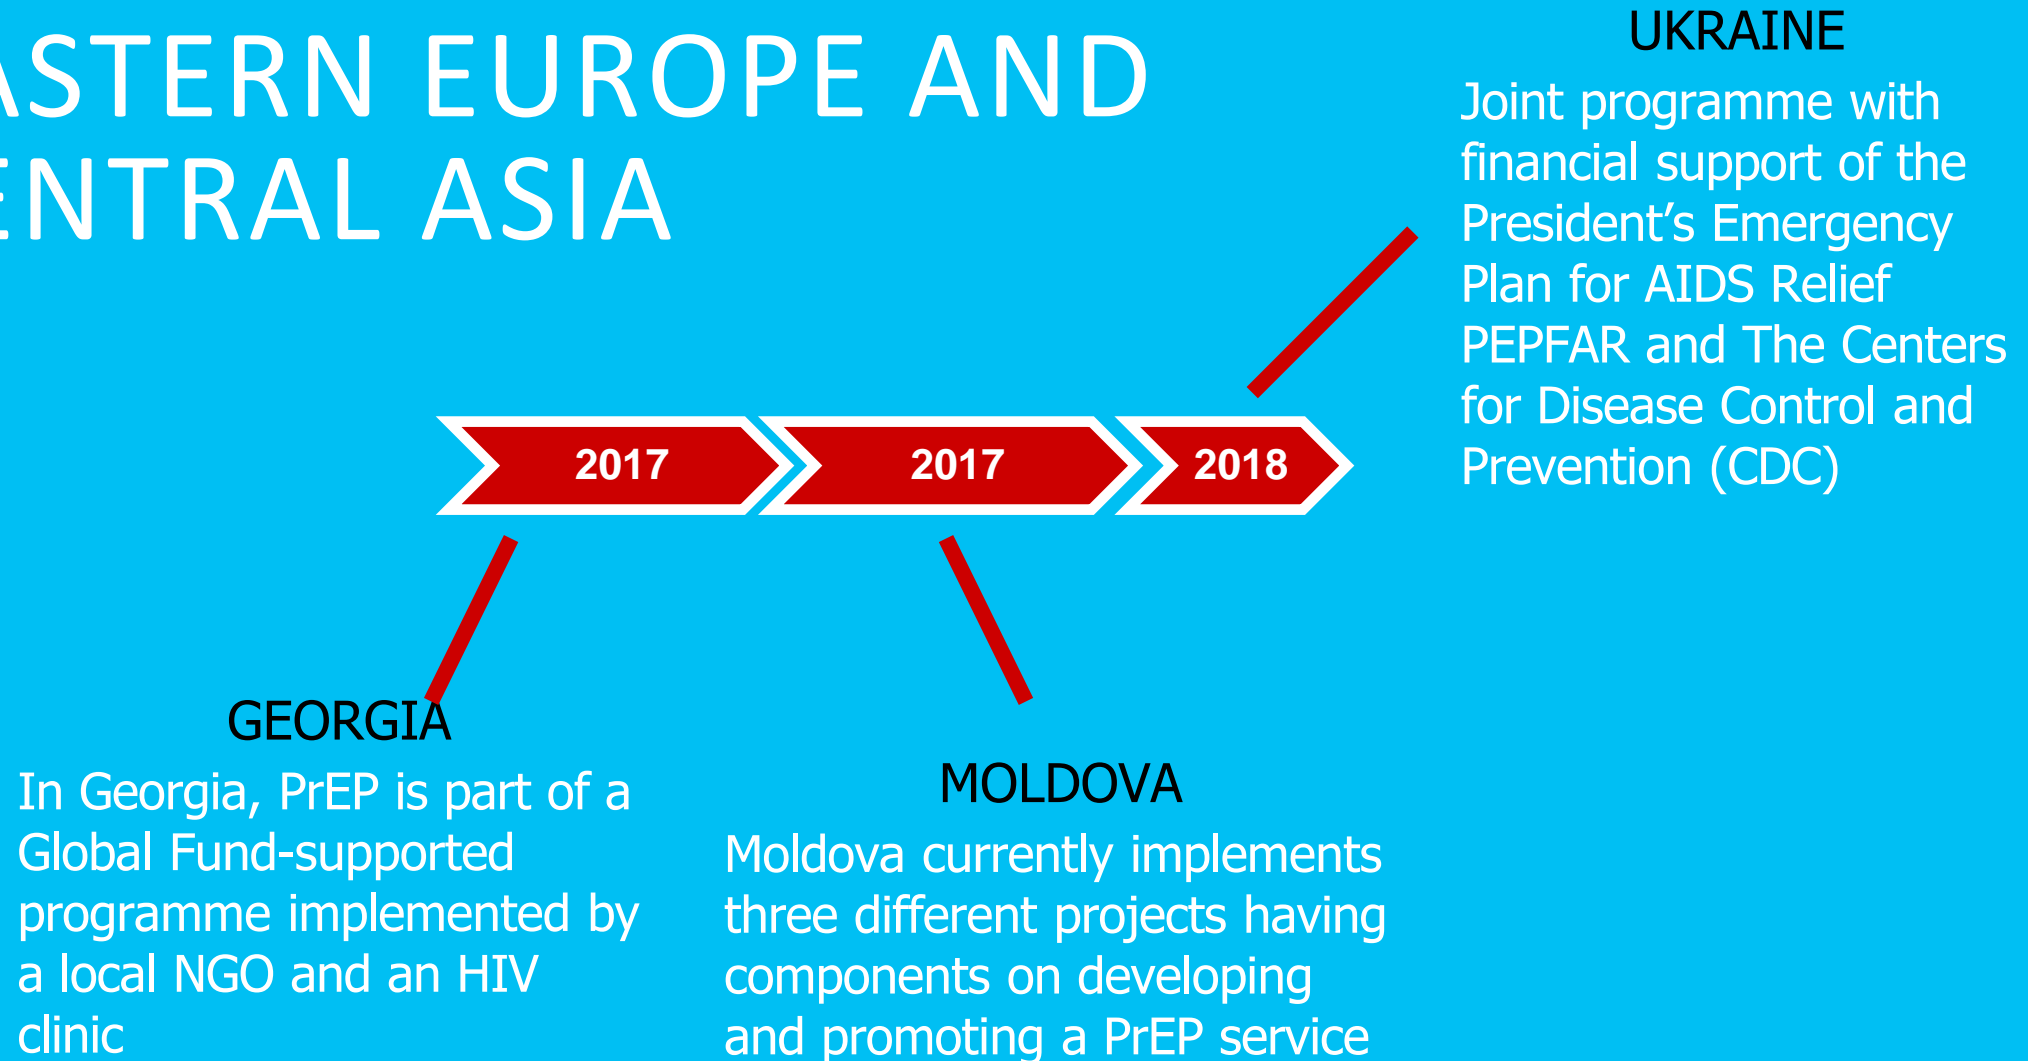 ASTERN EUROPE AND
ENTRAL ASIA
UKRAINE
Joint programme with
financial support of the
President’s Emergency
Plan for AIDS Relief
PEPFAR and The Centers
for Disease Control and
Prevention (CDC)
2017
2017
2018
GEORGIA
In Georgia, PrEP is part of a
Global Fund-supported
programme implemented by
a local NGO and an HIV
clinic
MOLDOVA
Moldova currently implements
three different projects having
components on developing
and promoting a PrEP service